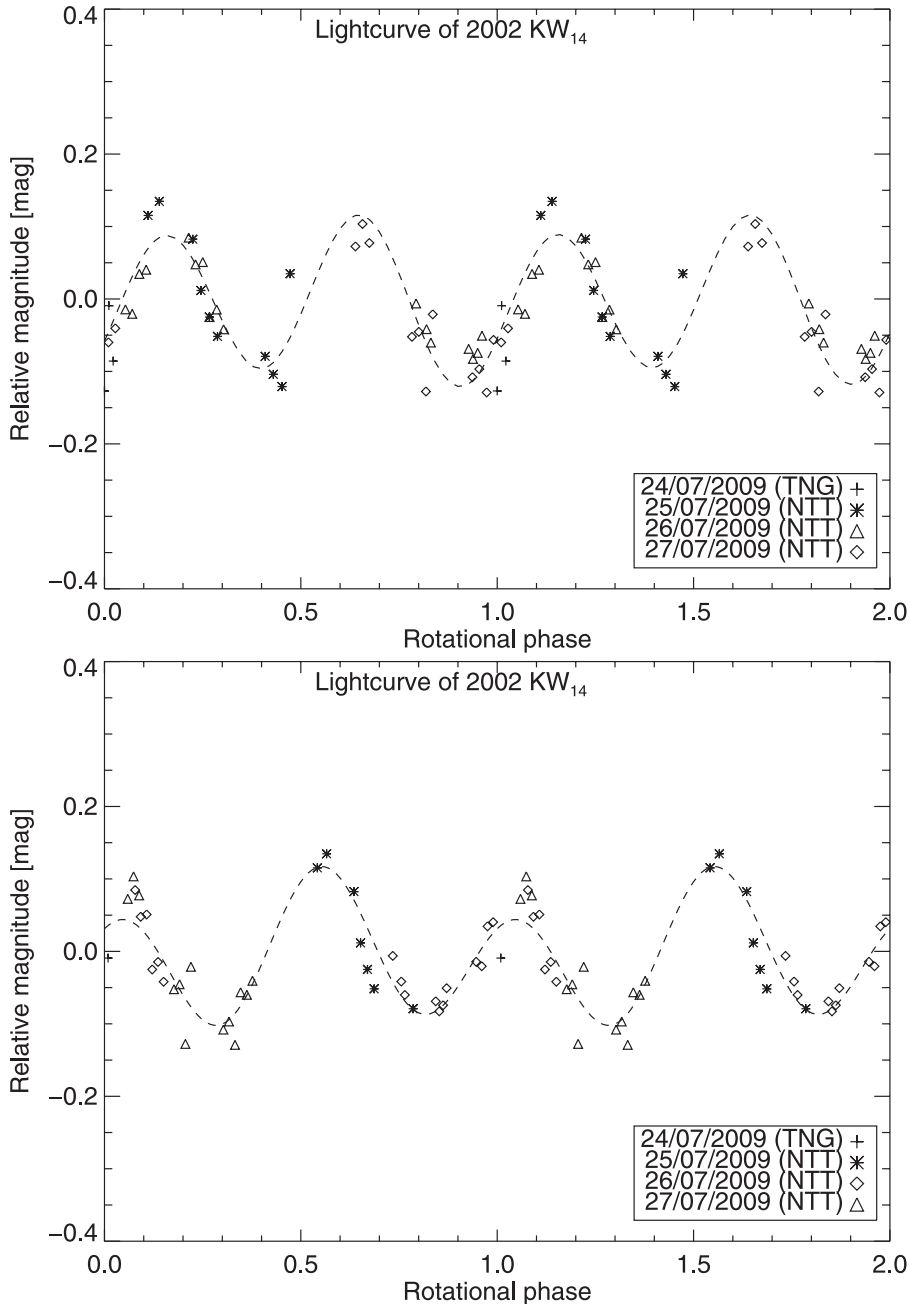 Lightcurve of 2002 KW₁₄
0.4
0.2
0.0
−0.2
−0.4
Relative magnitude [mag]
24/07/2009 (TNG) +
25/07/2009 (NTT) ✳
26/07/2009 (NTT) △
27/07/2009 (NTT) ◇
0.0 0.5 1.0 1.5 2.0
Rotational phase
Lightcurve of 2002 KW₁₄
0.4
0.2
0.0
−0.2
−0.4
Relative magnitude [mag]
24/07/2009 (TNG) +
25/07/2009 (NTT) ✳
26/07/2009 (NTT) ◇
27/07/2009 (NTT) △
0.0 0.5 1.0 1.5 2.0
Rotational phase